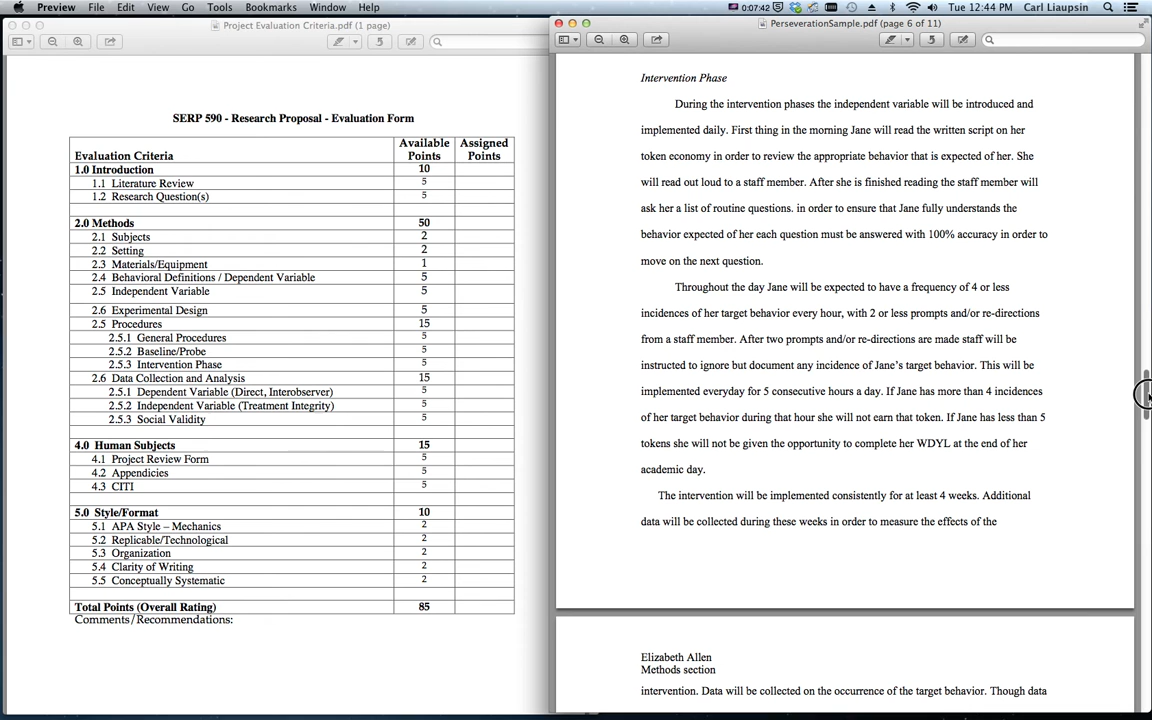 Preview File Edit View Go Tools Bookmarks Window Help 0:07:42 Tue 12:44 PM Carl Liaupsin
Project Evaluation Criteria.pdf (1 page)
SERP 590 - Research Proposal - Evaluation Form
Evaluation Criteria Available Points Assigned Points
1.0 Introduction 10
1.1 Literature Review 5
1.2 Research Question(s) 5
2.0 Methods 50
2.1 Subjects 2
2.2 Setting 2
2.3 Materials/Equipment 1
2.4 Behavioral Definitions / Dependent Variable 5
2.5 Independent Variable 5
2.6 Experimental Design 5
2.5 Procedures 15
2.5.1 General Procedures 5
2.5.2 Baseline/Probe 5
2.5.3 Intervention Phase 5
2.6 Data Collection and Analysis 15
2.5.1 Dependent Variable (Direct, Interobserver) 5
2.5.2 Independent Variable (Treatment Integrity) 5
2.5.3 Social Validity 5
4.0 Human Subjects 15
4.1 Project Review Form 5
4.2 Appendicies 5
4.3 CITI 5
5.0 Style/Format 10
5.1 APA Style – Mechanics 2
5.2 Replicable/Technological 2
5.3 Organization 2
5.4 Clarity of Writing 2
5.5 Conceptually Systematic 2
Total Points (Overall Rating) 85
Comments/Recommendations:
PerseverationSample.pdf (page 6 of 11)
Intervention Phase
During the intervention phases the independent variable will be introduced and
implemented daily. First thing in the morning Jane will read the written script on her
token economy in order to review the appropriate behavior that is expected of her. She
will read out loud to a staff member. After she is finished reading the staff member will
ask her a list of routine questions. in order to ensure that Jane fully understands the
behavior expected of her each question must be answered with 100% accuracy in order to
move on the next question.
Throughout the day Jane will be expected to have a frequency of 4 or less
incidences of her target behavior every hour, with 2 or less prompts and/or re-directions
from a staff member. After two prompts and/or re-directions are made staff will be
instructed to ignore but document any incidence of Jane's target behavior. This will be
implemented everyday for 5 consecutive hours a day. If Jane has more than 4 incidences
of her target behavior during that hour she will not earn that token. If Jane has less than 5
tokens she will not be given the opportunity to complete her WDYL at the end of her
academic day.
The intervention will be implemented consistently for at least 4 weeks. Additional
data will be collected during these weeks in order to measure the effects of the
Elizabeth Allen
Methods section
intervention. Data will be collected on the occurrence of the target behavior. Though data